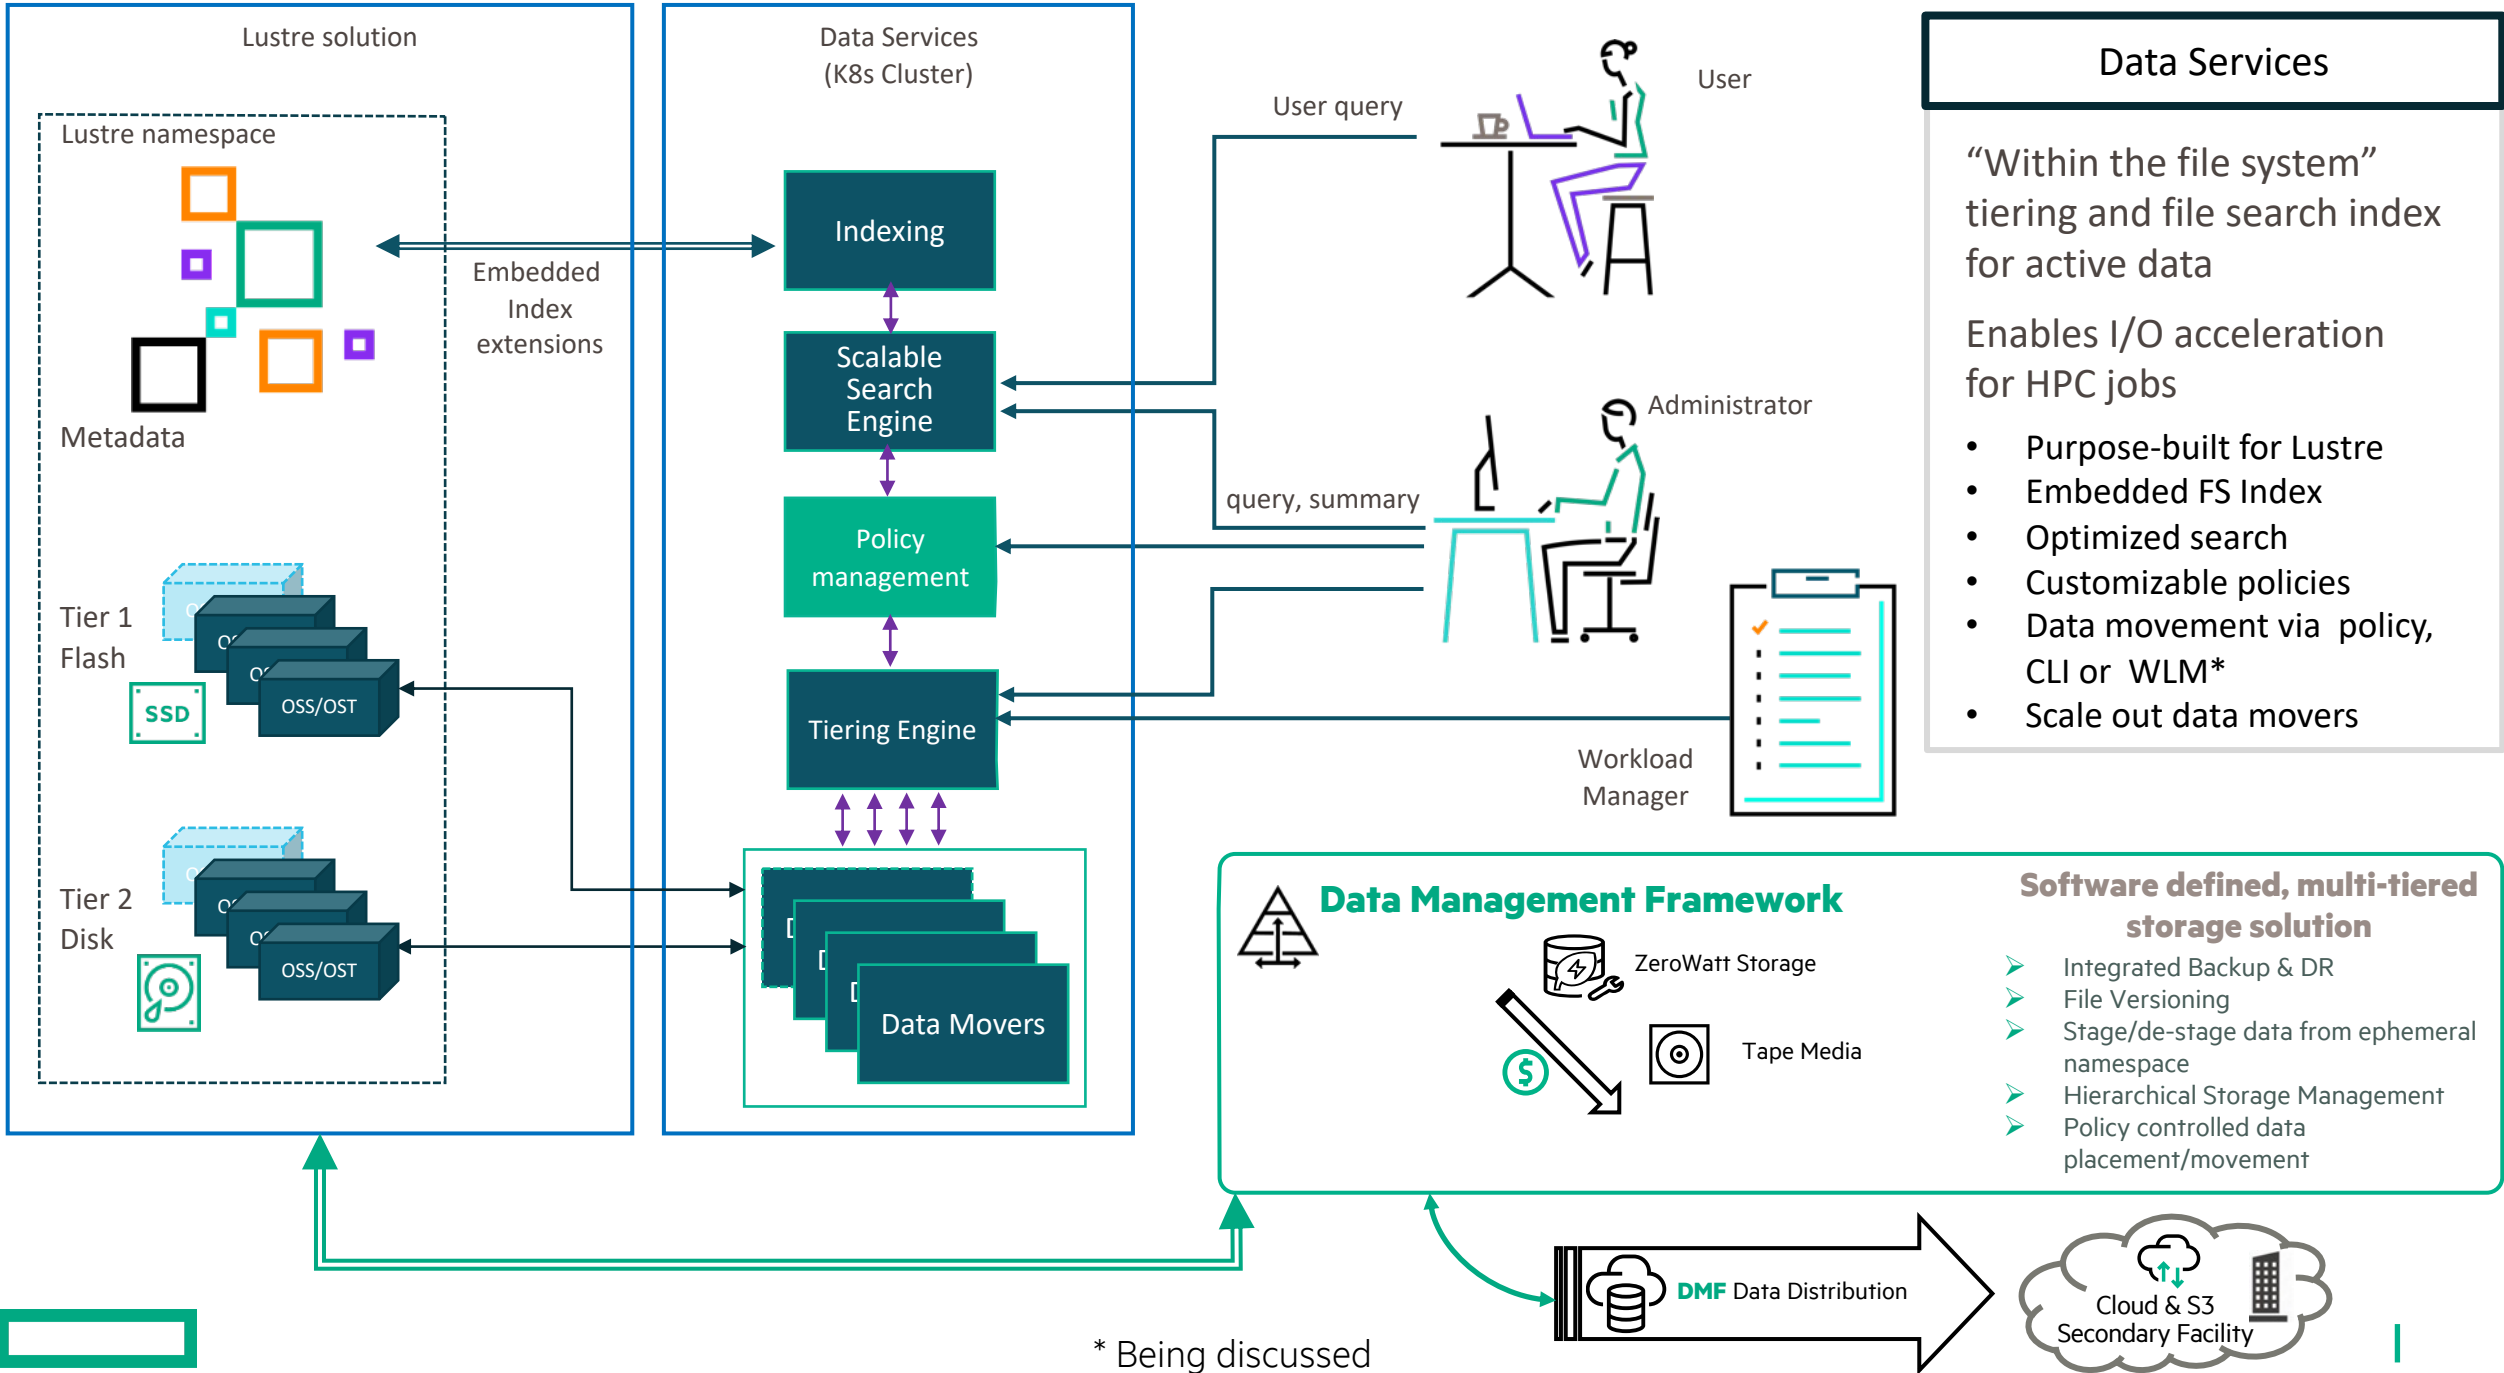 Lustre solution
Lustre namespace
Metadata
Embedded
Index
extensions
Tier 1
Flash
SSD
OSS/OST
Tier 2
Disk
OSS/OST
Data Services
(K8s Cluster)
Indexing
Scalable
Search
Engine
Policy
management
Tiering Engine
Data Movers
User query
User
Administrator
query, summary
Workload
Manager
Data Services
“Within the file system”
tiering and file search index
for active data
Enables I/O acceleration
for HPC jobs
• Purpose-built for Lustre
• Embedded FS Index
• Optimized search
• Customizable policies
• Data movement via policy,
CLI or WLM*
• Scale out data movers
Data Management Framework
ZeroWatt Storage
Tape Media
$
Software defined, multi-tiered
storage solution
➢ Integrated Backup & DR
➢ File Versioning
➢ Stage/de-stage data from ephemeral
namespace
➢ Hierarchical Storage Management
➢ Policy controlled data
placement/movement
DMF Data Distribution
Cloud & S3
Secondary Facility
* Being discussed